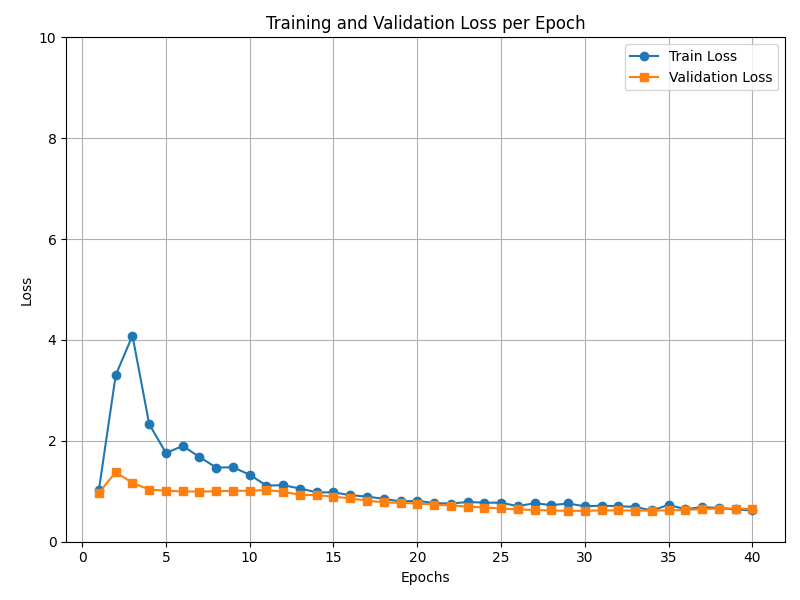 Training and Validation Loss per Epoch
Train Loss
Validation Loss
10
8
6
4
2
0
Loss
0 5 10 15 20 25 30 35 40
Epochs